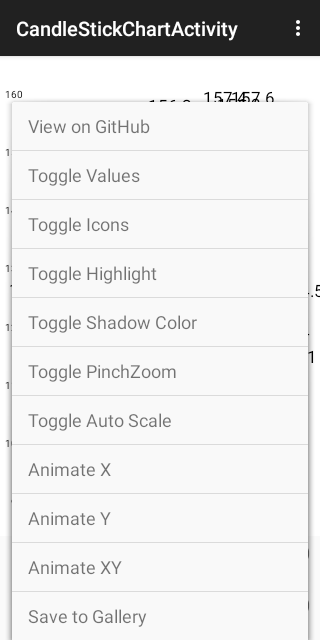 CandleStickChartActivity
160
View on GitHub
Toggle Values
Toggle Icons
Toggle Highlight
Toggle Shadow Color
Toggle PinchZoom
Toggle Auto Scale
Animate X
Animate Y
Animate XY
Save to Gallery